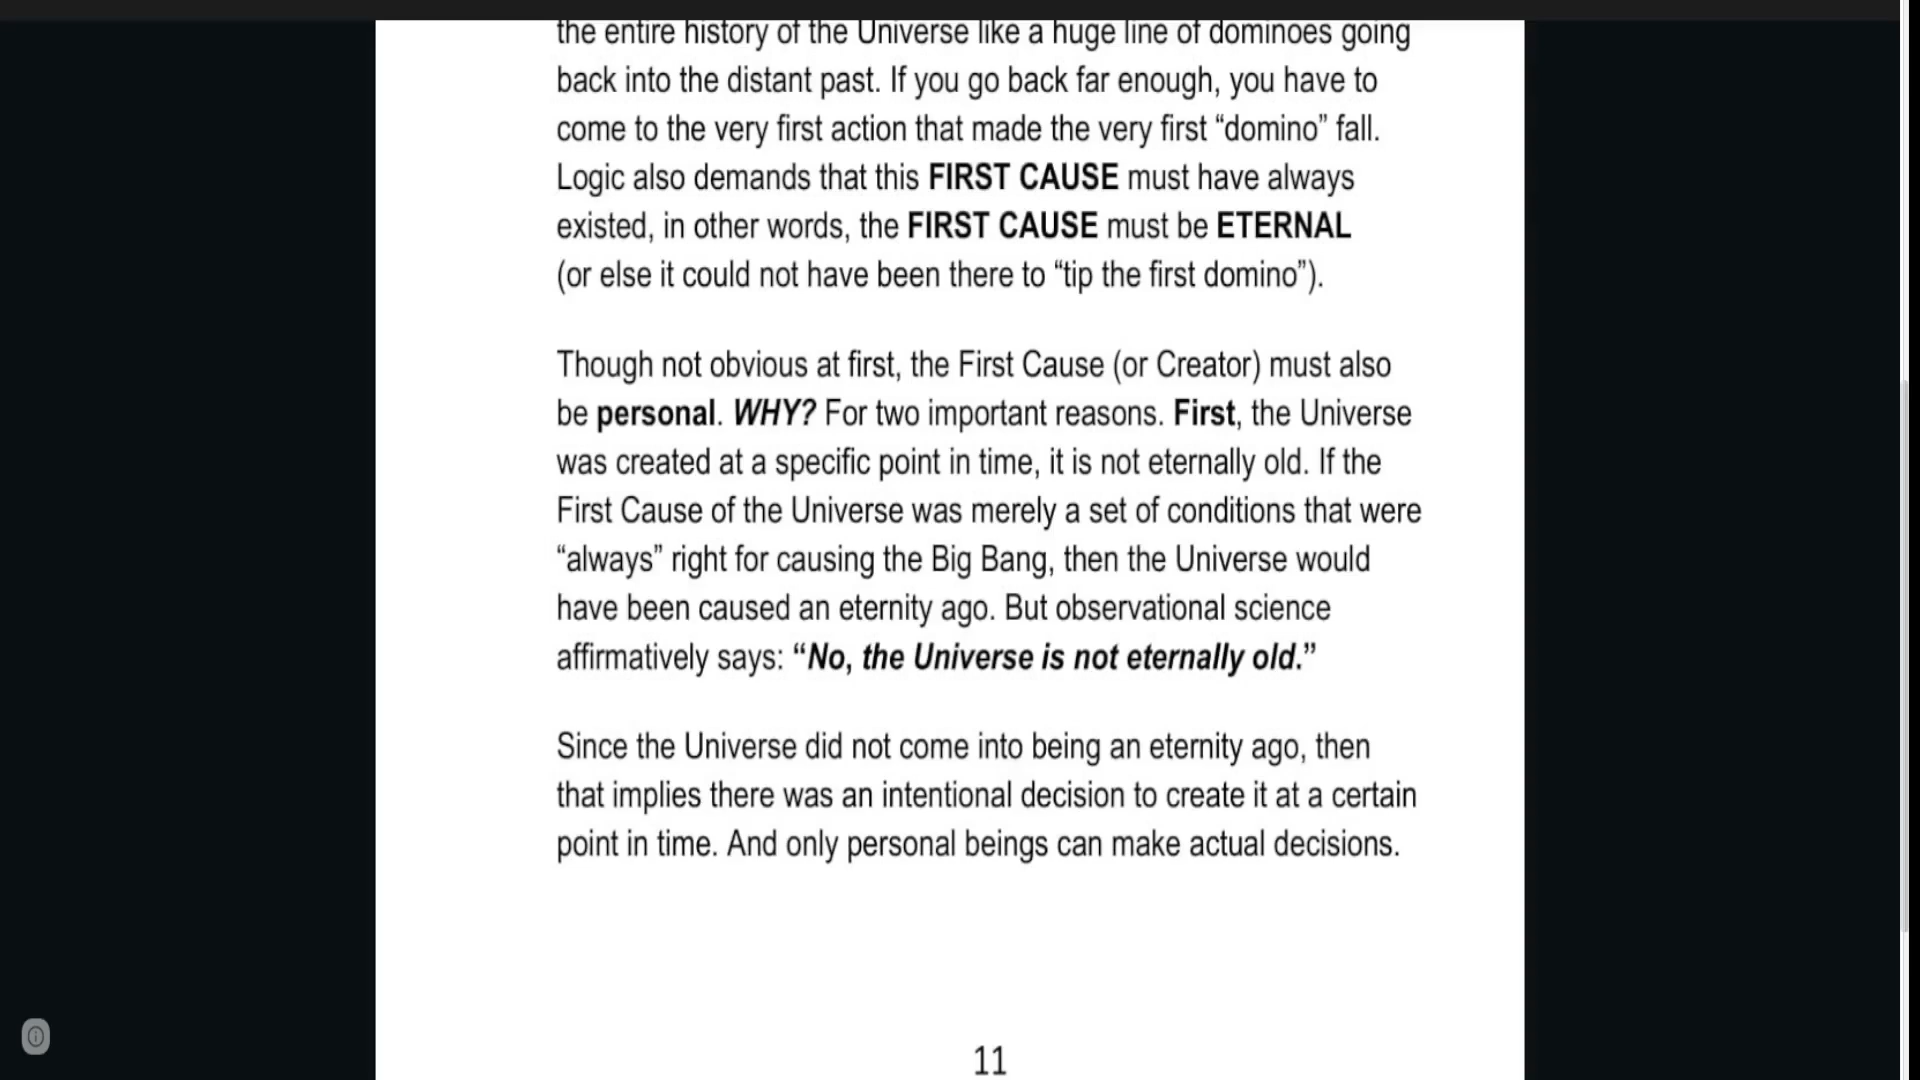 the entire history of the Universe like a huge line of dominoes going
back into the distant past. If you go back far enough, you have to
come to the very first action that made the very first “domino” fall.
Logic also demands that this FIRST CAUSE must have always
existed, in other words, the FIRST CAUSE must be ETERNAL
(or else it could not have been there to “tip the first domino”).
Though not obvious at first, the First Cause (or Creator) must also
be personal. WHY? For two important reasons. First, the Universe
was created at a specific point in time, it is not eternally old. If the
First Cause of the Universe was merely a set of conditions that were
“always” right for causing the Big Bang, then the Universe would
have been caused an eternity ago. But observational science
affirmatively says: “No, the Universe is not eternally old.”
Since the Universe did not come into being an eternity ago, then
that implies there was an intentional decision to create it at a certain
point in time. And only personal beings can make actual decisions.
11